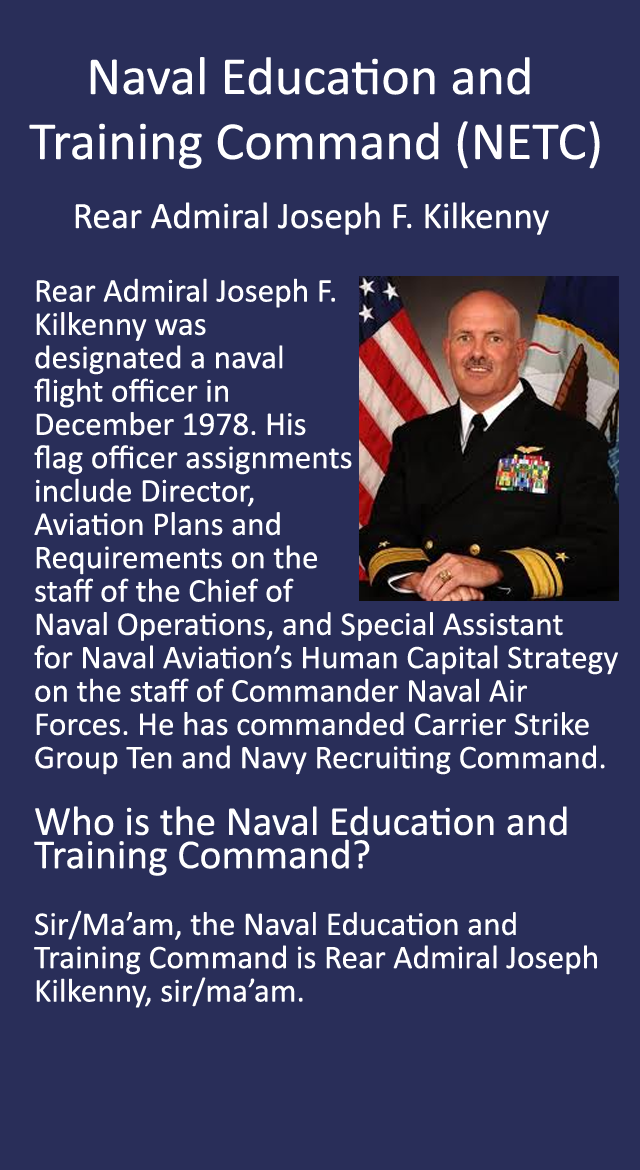 Naval Education and
Training Command (NETC)
Rear Admiral Joseph F. Kilkenny
Rear Admiral Joseph F.
Kilkenny was
designated a naval
flight officer in
December 1978. His
flag officer assignments
include Director,
Aviation Plans and
Requirements on the
staff of the Chief of
Naval Operations, and Special Assistant
for Naval Aviation’s Human Capital Strategy
on the staff of Commander Naval Air
Forces. He has commanded Carrier Strike
Group Ten and Navy Recruiting Command.
Who is the Naval Education and
Training Command?
Sir/Ma’am, the Naval Education and
Training Command is Rear Admiral Joseph
Kilkenny, sir/ma’am.